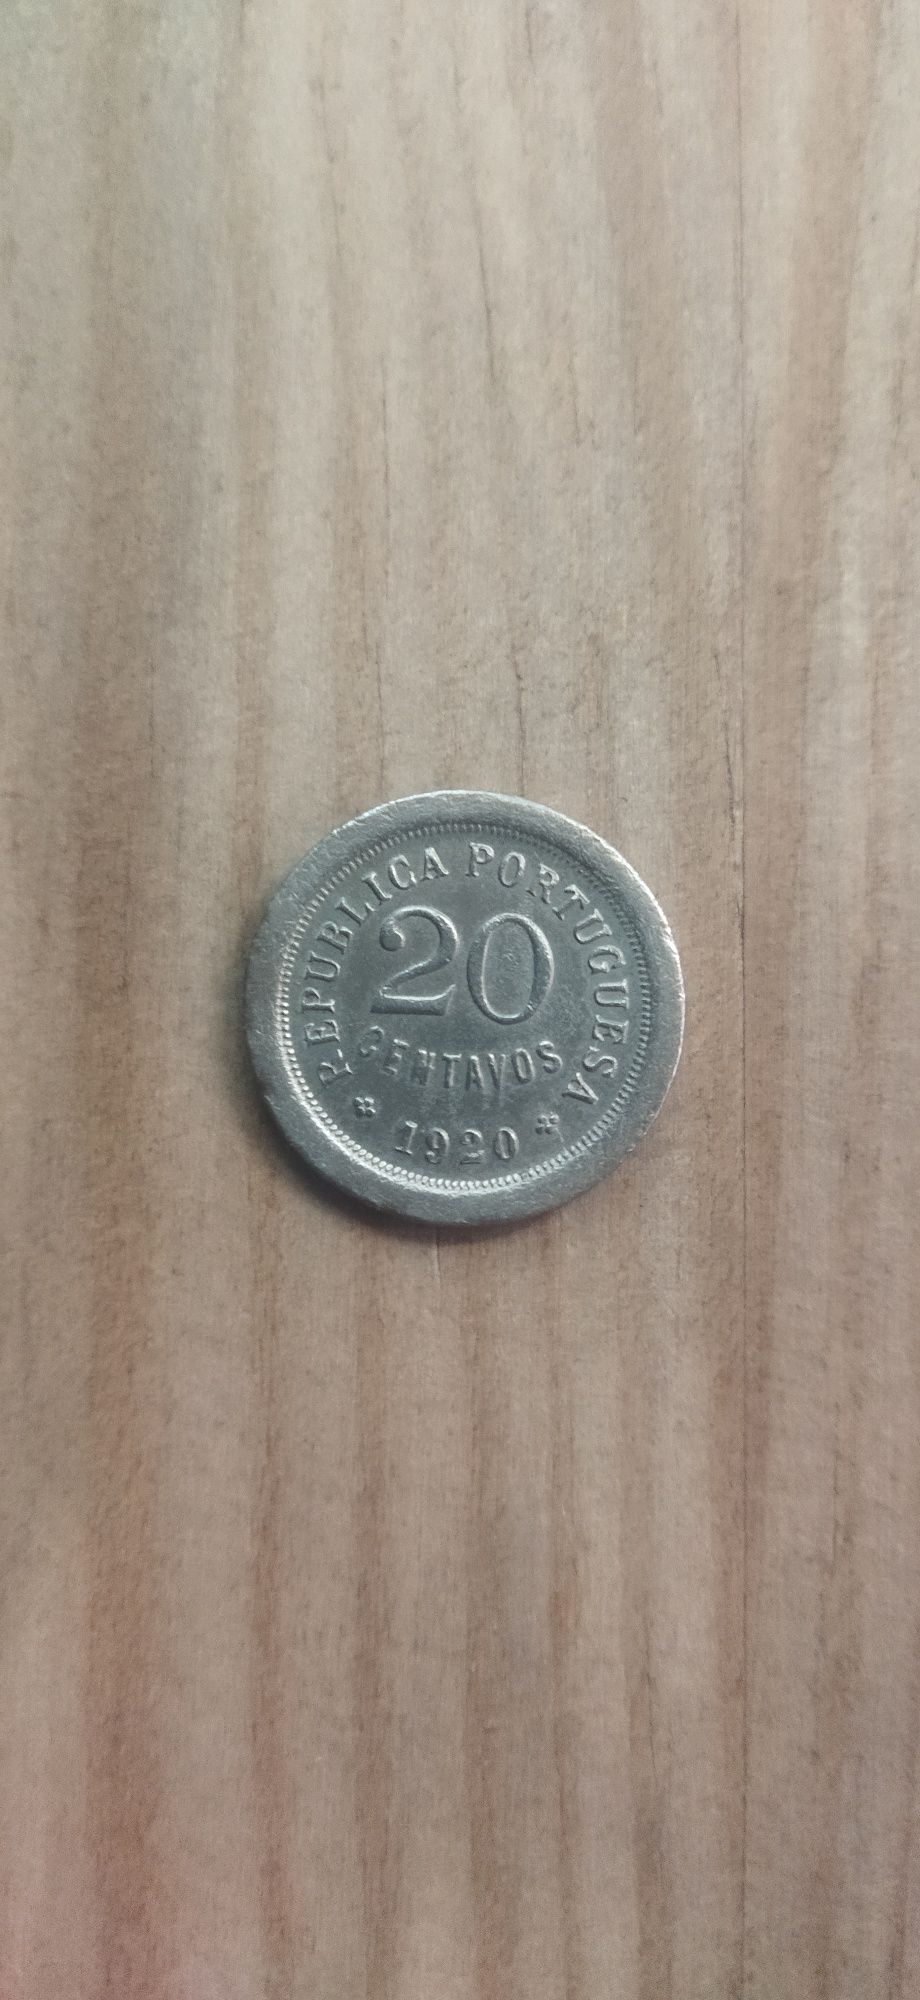 REPUBLICA PORTUGUESA
20
CENTAVOS
1920